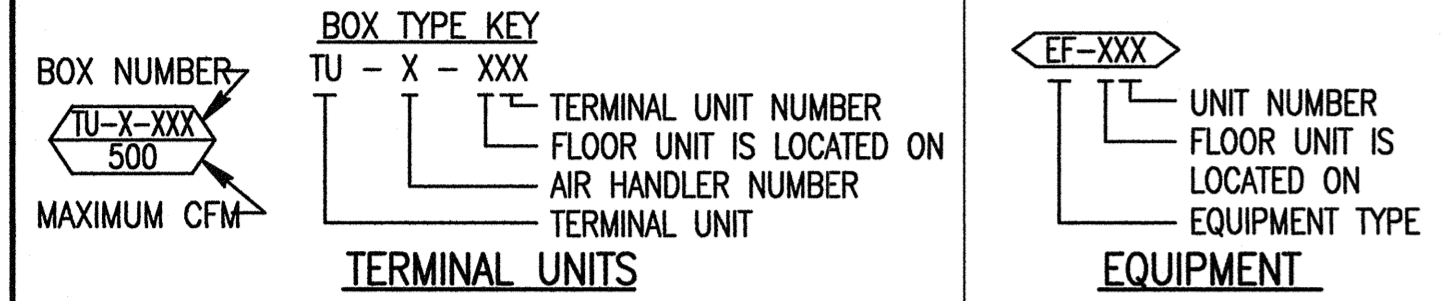 BOX TYPE KEY
BOX NUMBER
TU - X - XXX
TU-X-XXX
500
MAXIMUM CFM
TERMINAL UNIT NUMBER
FLOOR UNIT IS LOCATED ON
AIR HANDLER NUMBER
TERMINAL UNIT
TERMINAL UNITS
EF-XXX
UNIT NUMBER
FLOOR UNIT IS
LOCATED ON
EQUIPMENT TYPE
EQUIPMENT